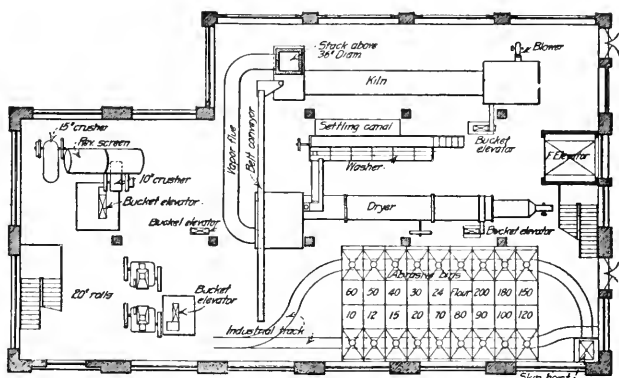 Stack above
36" Diam.
Blower
Kiln
15" crusher
Rev. screen
Vapor flue
Belt conveyor
Settling canal
Bucket
elevator
F. Elevator
Washer
10" crusher
Bucket elevator
Dryer
Bucket elevator
Bucket elevator
Abrasive bins
20" rolls
Bucket
elevator
60 50 40 30 24 Flour 200 180 150
10 12 15 20 70 80 90 100 120
Industrial track
Skip hoist